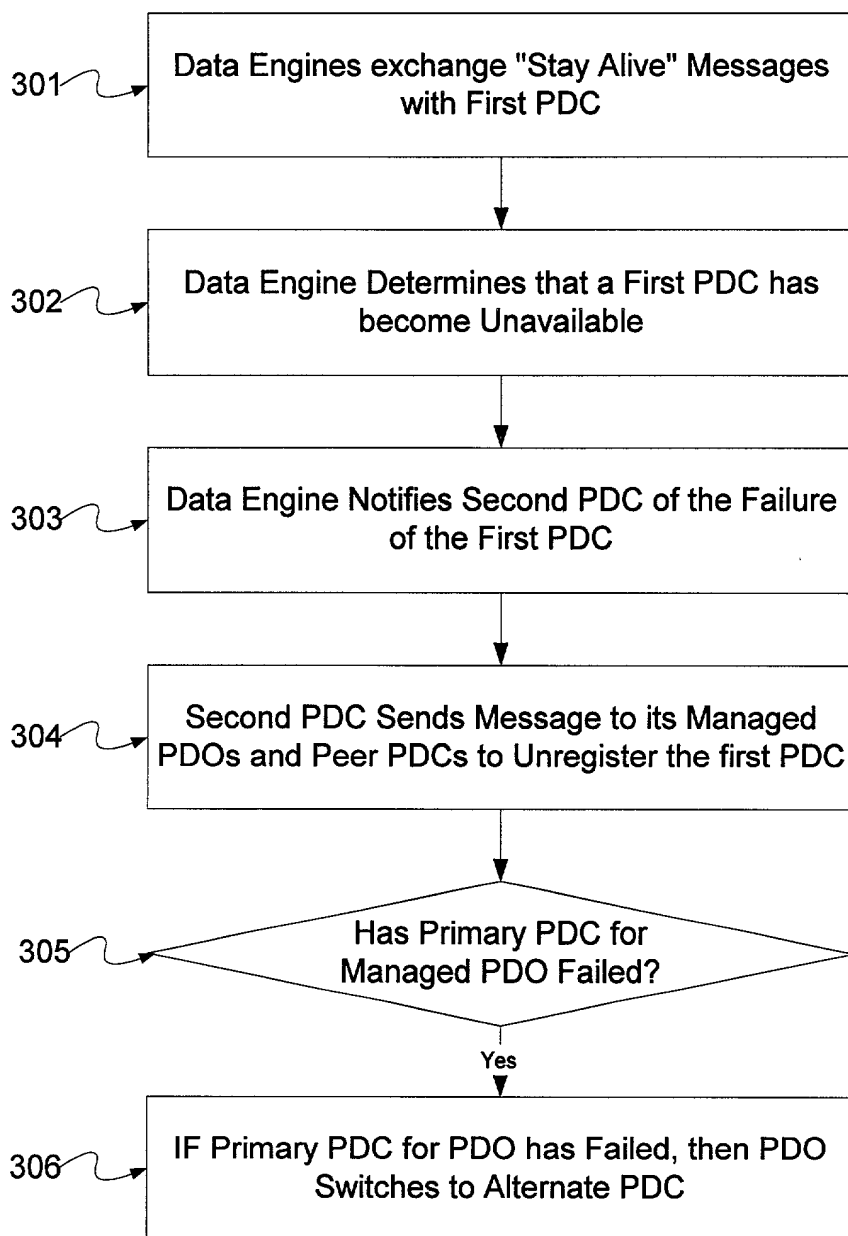 301
Data Engines exchange "Stay Alive" Messages
with First PDC
302
Data Engine Determines that a First PDC has
become Unavailable
303
Data Engine Notifies Second PDC of the Failure
of the First PDC
304
Second PDC Sends Message to its Managed
PDOs and Peer PDCs to Unregister the first PDC
305
Has Primary PDC for
Managed PDO Failed?
Yes
306
IF Primary PDC for PDO has Failed, then PDO
Switches to Alternate PDC